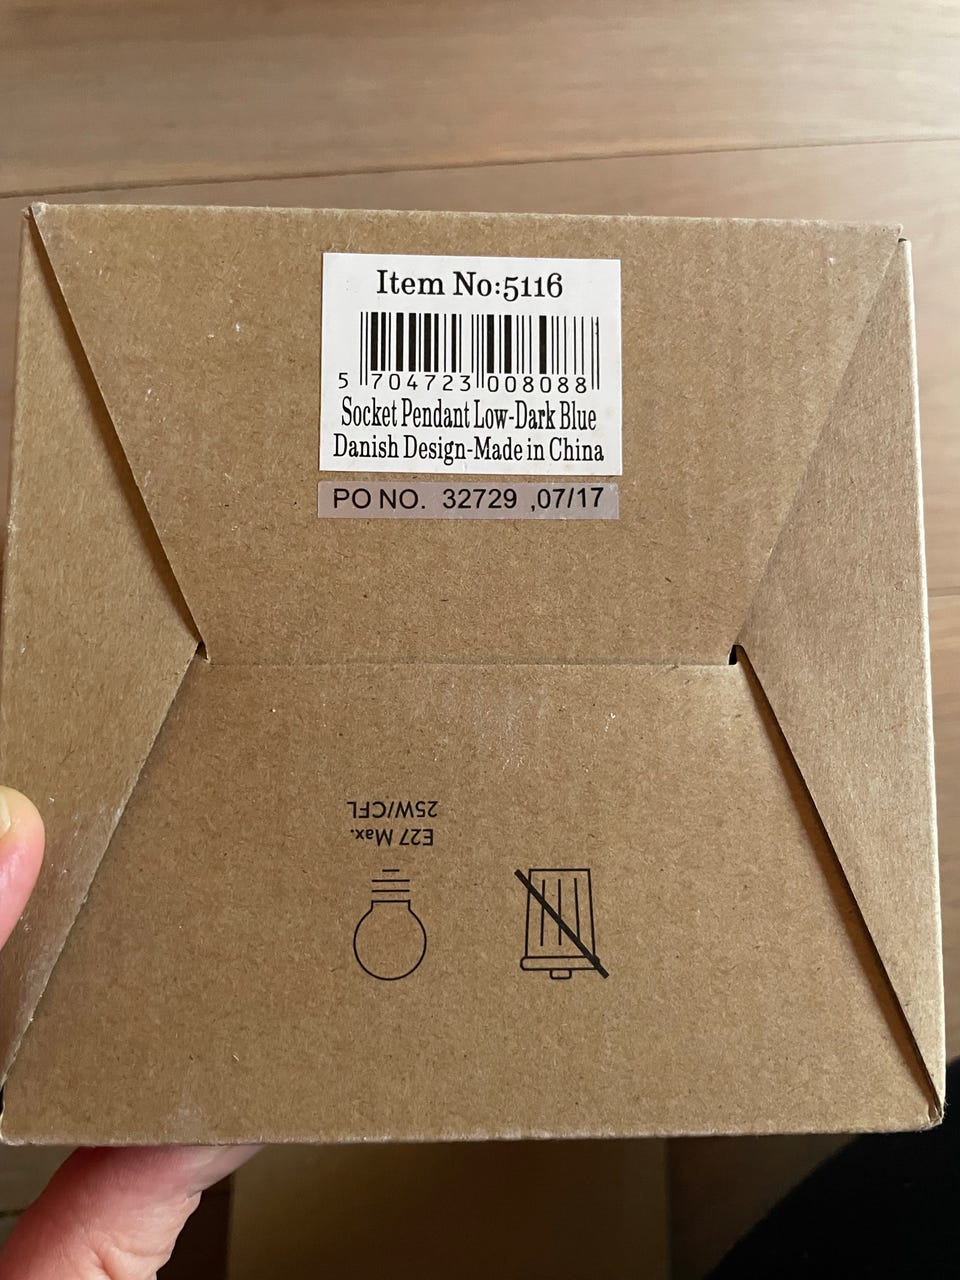 Item No:5116
5 704723 008088
Socket Pendant Low-Dark Blue
Danish Design-Made in China
PO NO. 32729 ,07/17
E27 Max.
25W/CFL